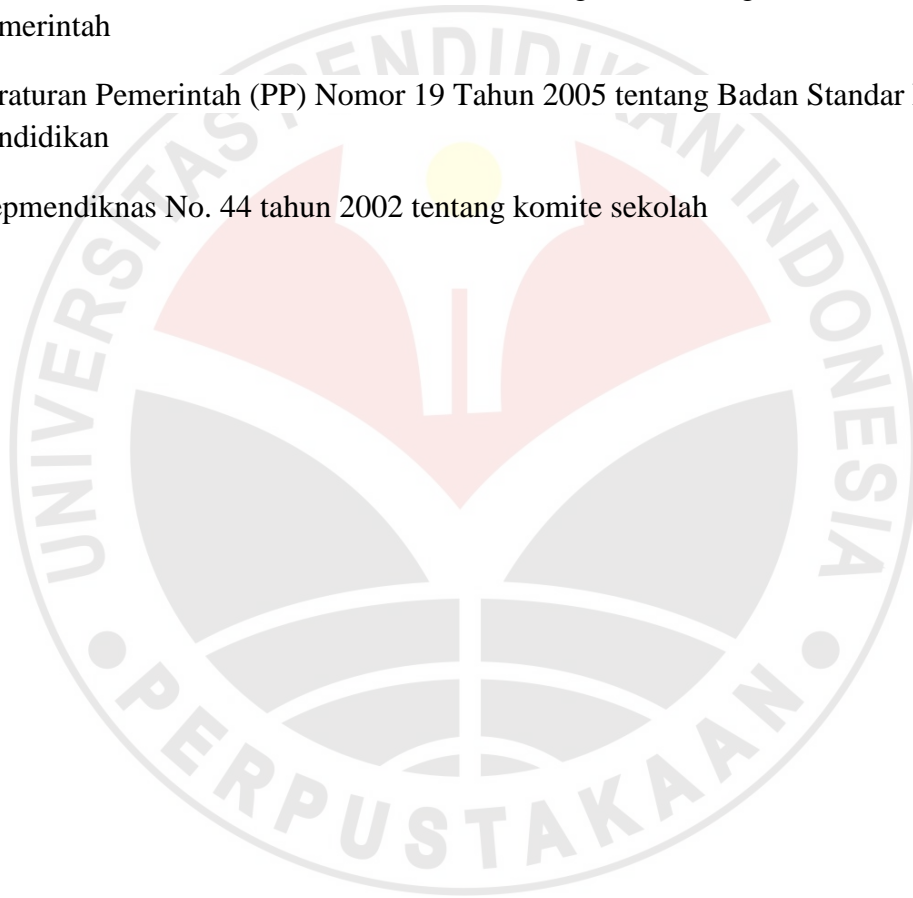 merintah
raturan Pemerintah (PP) Nomor 19 Tahun 2005 tentang Badan Standar
ndidikan
epmendiknas No. 44 tahun 2002 tentang komite sekolah
UNIVERSITAS PENDIDIKAN INDONESIA
PERPUSTAKAAN